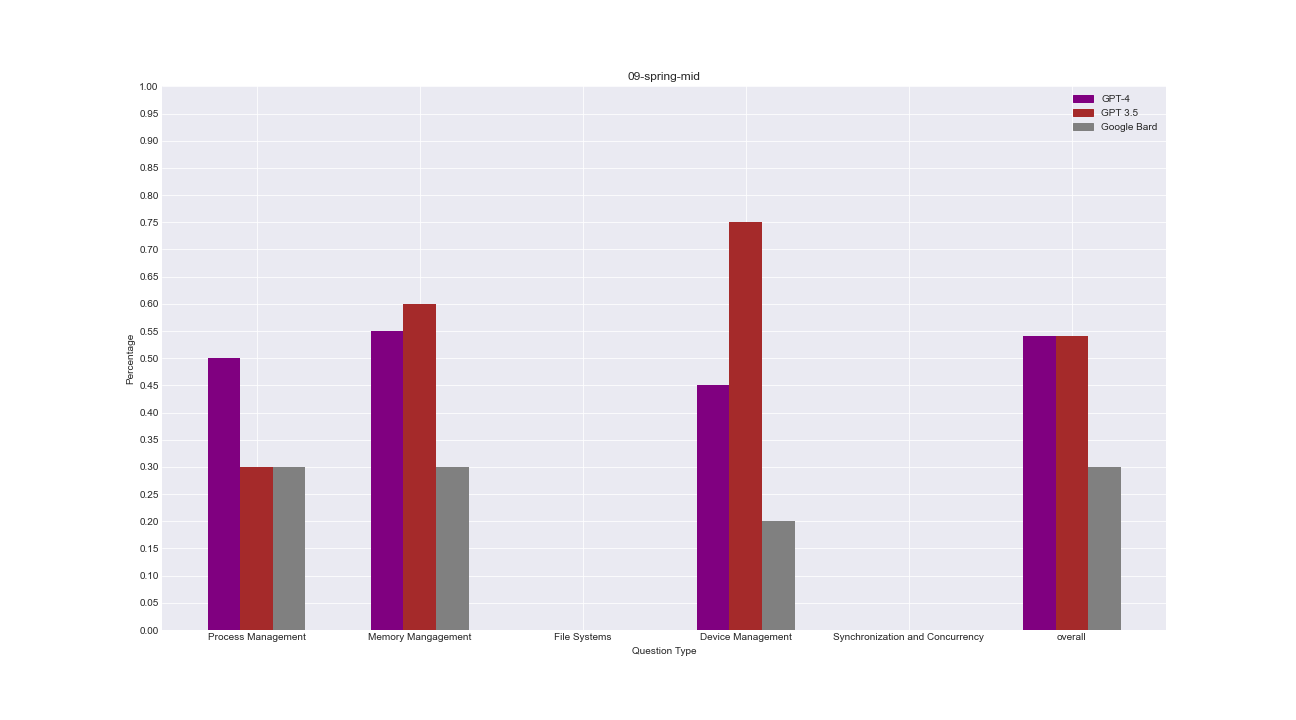 09-spring-mid
1.00
0.95
0.90
0.85
0.80
0.75
0.70
0.65
0.60
0.55
0.50
0.45
0.40
0.35
0.30
0.25
0.20
0.15
0.10
0.05
0.00
Percentage
GPT-4
GPT 3.5
Google Bard
Process Management
Memory Mangagement
File Systems
Device Management
Synchronization and Concurrency
overall
Question Type